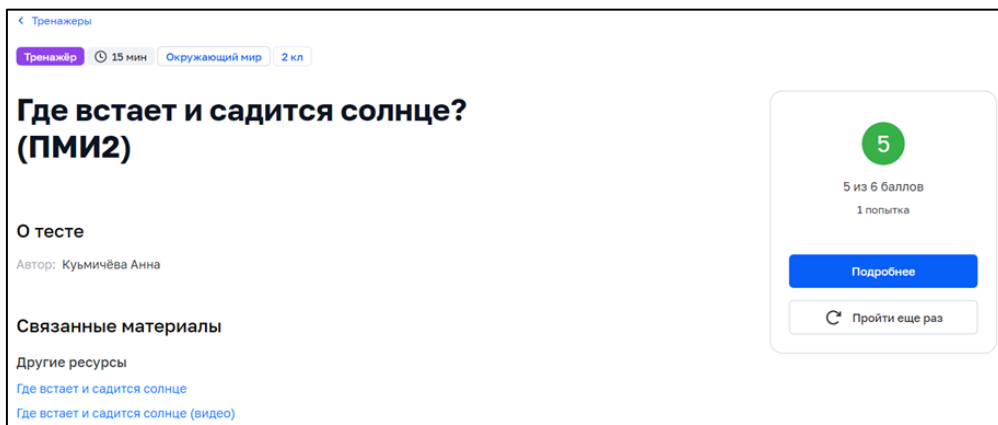 Тренажеры
Тренажёр 15 мин Окружающий мир 2 кл
Где встает и садится солнце?
(ПМИ2)
5
5 из 6 баллов
1 попытка
О тесте
Автор: Куьмичёва Анна
Подробнее
Пройти еще раз
Связанные материалы
Другие ресурсы
Где встает и садится солнце
Где встает и садится солнце (видео)